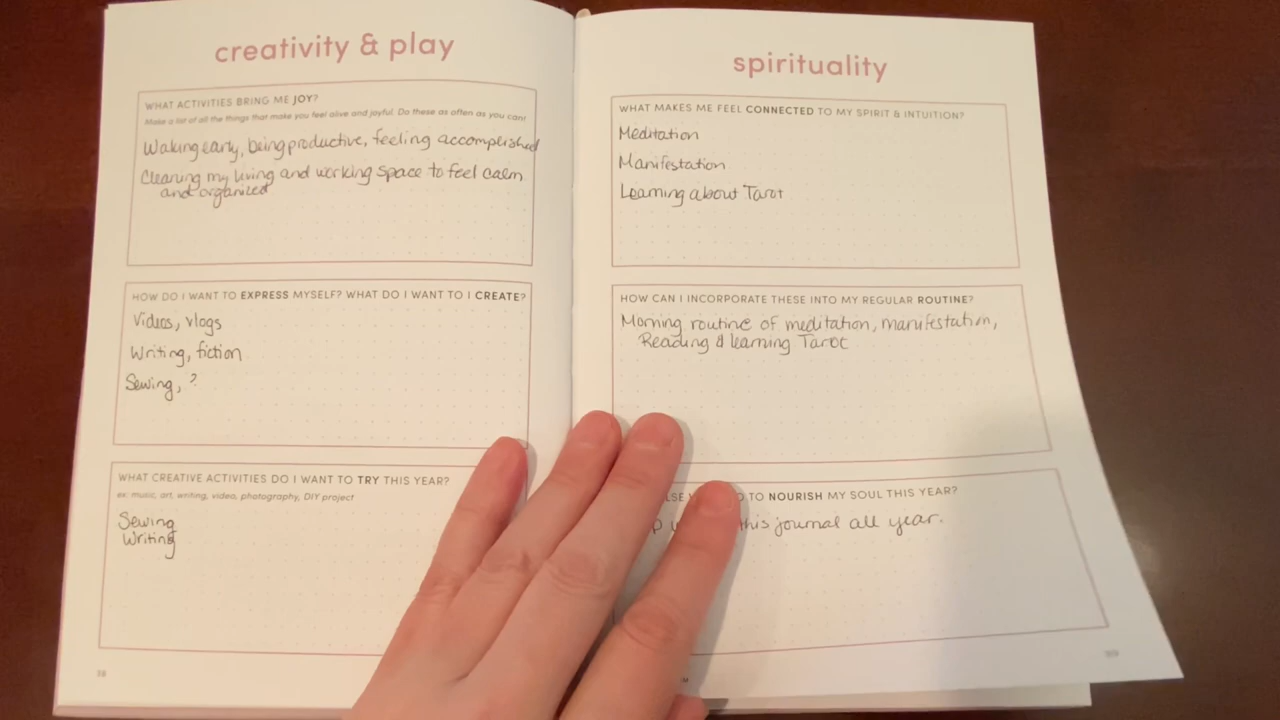 creativity & play
WHAT ACTIVITIES BRING ME JOY?
Make a list of all the things that make you feel alive and joyful. Do these as often as you can!
Waking early, being productive, feeling accomplished
Cleaning my living and working space to feel calm
and organized
HOW DO I WANT TO EXPRESS MYSELF? WHAT DO I WANT TO I CREATE?
Videos, vlogs
Writing, fiction
Sewing, ?
WHAT CREATIVE ACTIVITIES DO I WANT TO TRY THIS YEAR?
ex: music, art, writing, video, photography, DIY project
Sewing
Writing
spirituality
WHAT MAKES ME FEEL CONNECTED TO MY SPIRIT & INTUITION?
Meditation
Manifestation
Learning about Tarot
HOW CAN I INCORPORATE THESE INTO MY REGULAR ROUTINE?
Morning routine of meditation, manifestation,
Reading & learning Tarot
TO NOURISH MY SOUL THIS YEAR?
this journal all year.